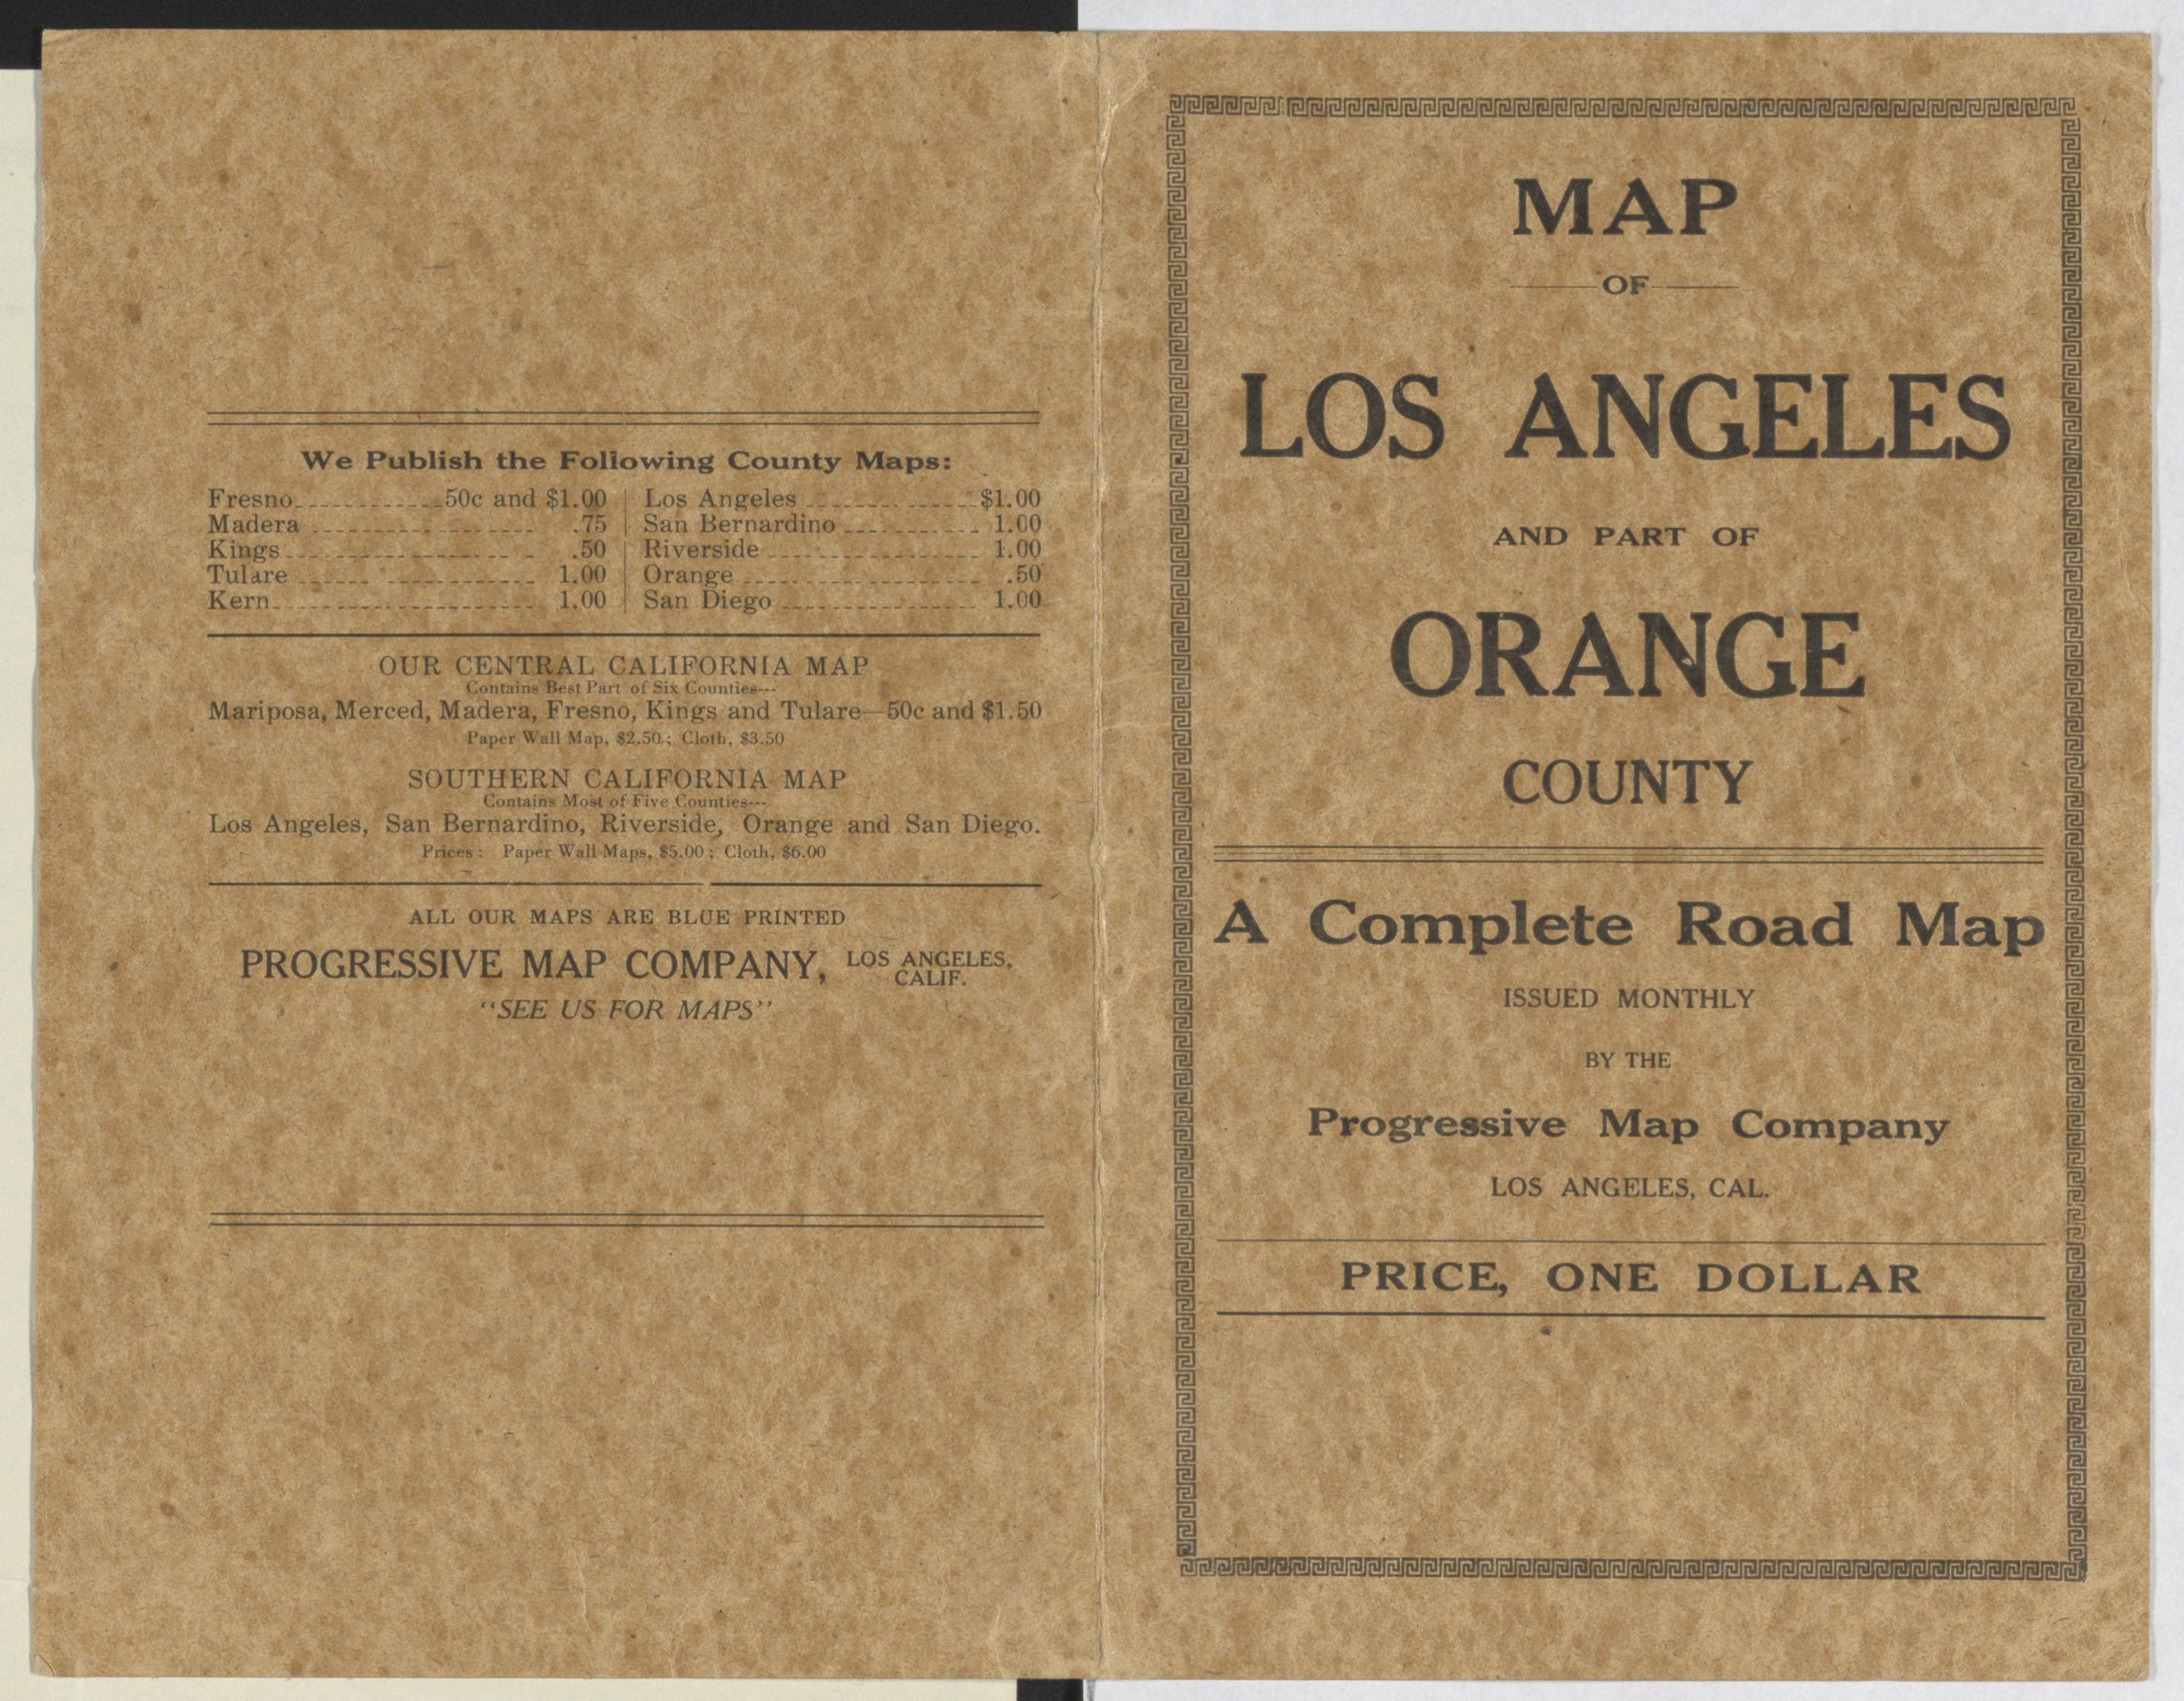 We Publish the Following County Maps:
Fresno 50c and $1.00
Madera .75
Kings .50
Tulare 1.00
Kern 1.00
Los Angeles $1.00
San Bernardino 1.00
Riverside 1.00
Orange .50
San Diego 1.00
OUR CENTRAL CALIFORNIA MAP
Contains Best Part of Six Counties---
Mariposa, Merced, Madera, Fresno, Kings and Tulare—50c and $1.50
Paper Wall Map, $2.50; Cloth, $3.50
SOUTHERN CALIFORNIA MAP
Contains Most of Five Counties---
Los Angeles, San Bernardino, Riverside, Orange and San Diego.
Prices: Paper Wall Maps, $5.00; Cloth, $6.00
ALL OUR MAPS ARE BLUE PRINTED
PROGRESSIVE MAP COMPANY, LOS ANGELES, CALIF.
"SEE US FOR MAPS"
MAP
OF
LOS ANGELES
AND PART OF
ORANGE
COUNTY
A Complete Road Map
ISSUED MONTHLY
BY THE
Progressive Map Company
LOS ANGELES, CAL.
PRICE, ONE DOLLAR